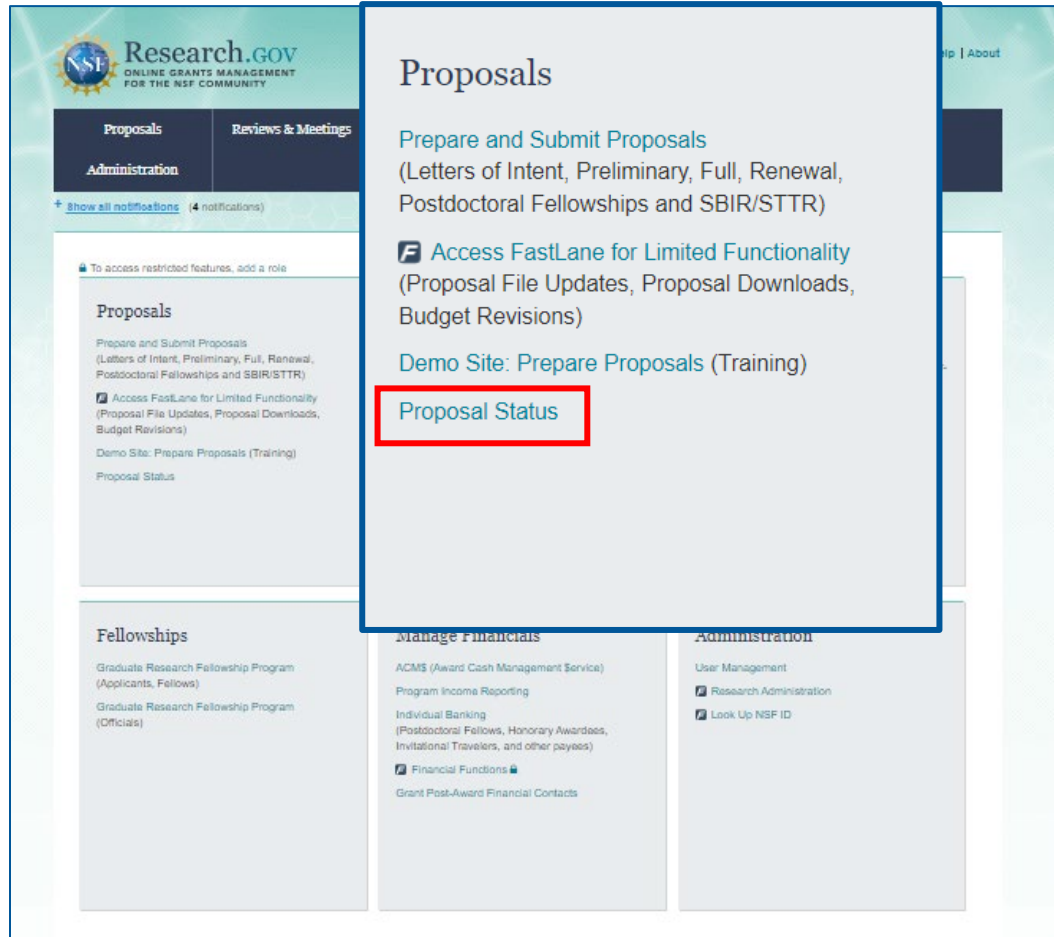 NSF
Research.GOV
ONLINE GRANTS MANAGEMENT
FOR THE NSF COMMUNITY
| About
Proposals
Reviews & Meetings
Administration
+ Show all notifications (4 notifications)
To access restricted features, add a role
Proposals
Prepare and Submit Proposals
(Letters of Intent, Preliminary, Full, Renewal,
Postdoctoral Fellowships and SBIR/STTR)
Access FastLane for Limited Functionality
(Proposal File Updates, Proposal Downloads,
Budget Revisions)
Demo Site: Prepare Proposals (Training)
Proposal Status
Proposals
Prepare and Submit Proposals
(Letters of Intent, Preliminary, Full, Renewal,
Postdoctoral Fellowships and SBIR/STTR)
Access FastLane for Limited Functionality
(Proposal File Updates, Proposal Downloads,
Budget Revisions)
Demo Site: Prepare Proposals (Training)
Proposal Status
Fellowships
Graduate Research Fellowship Program
(Applicants, Fellows)
Graduate Research Fellowship Program
(Officials)
Manage Financials
ACM$ (Award Cash Management $ervice)
Program Income Reporting
Individual Banking
(Postdoctoral Fellows, Honorary Awardees,
Invitational Travelers, and other payees)
Financial Functions
Grant Post-Award Financial Contacts
Administration
User Management
Research Administration
Look Up NSF ID